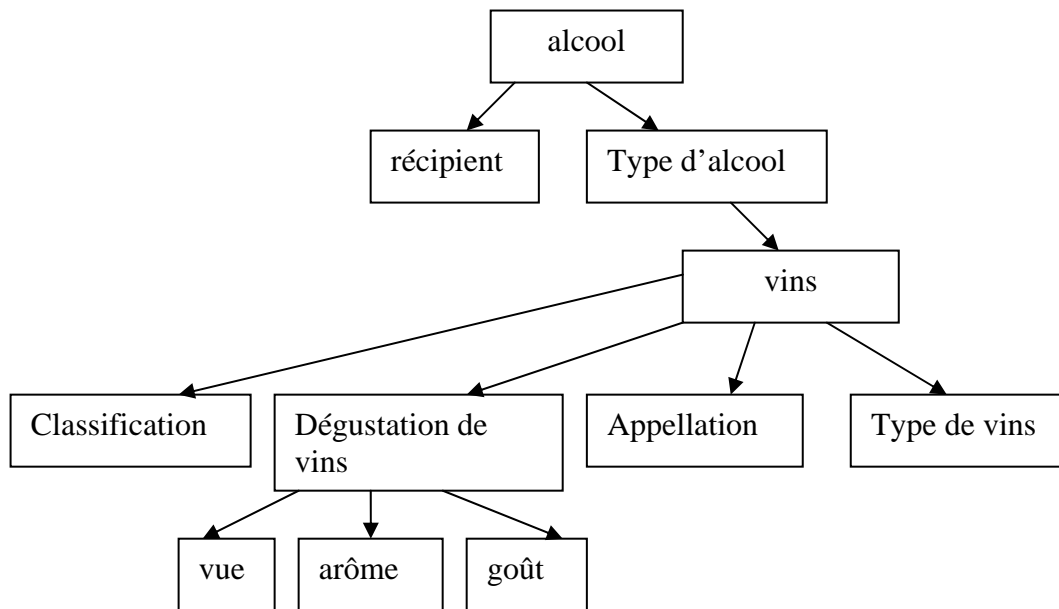 alcool
récipient
Type d’alcool
vins
Classification
Dégustation de
vins
Appellation
Type de vins
vue
arôme
goût